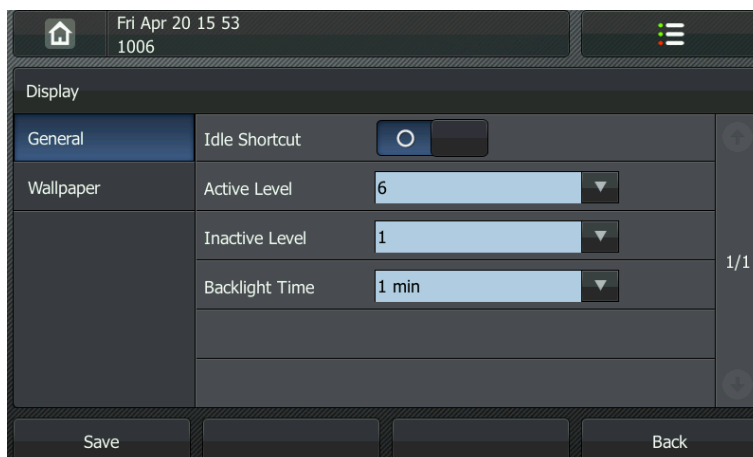 Fri Apr 20 15 53
1006
Display
General
Idle Shortcut
Wallpaper
Active Level
6
Inactive Level
1
1/1
Backlight Time
1 min
Save
Back